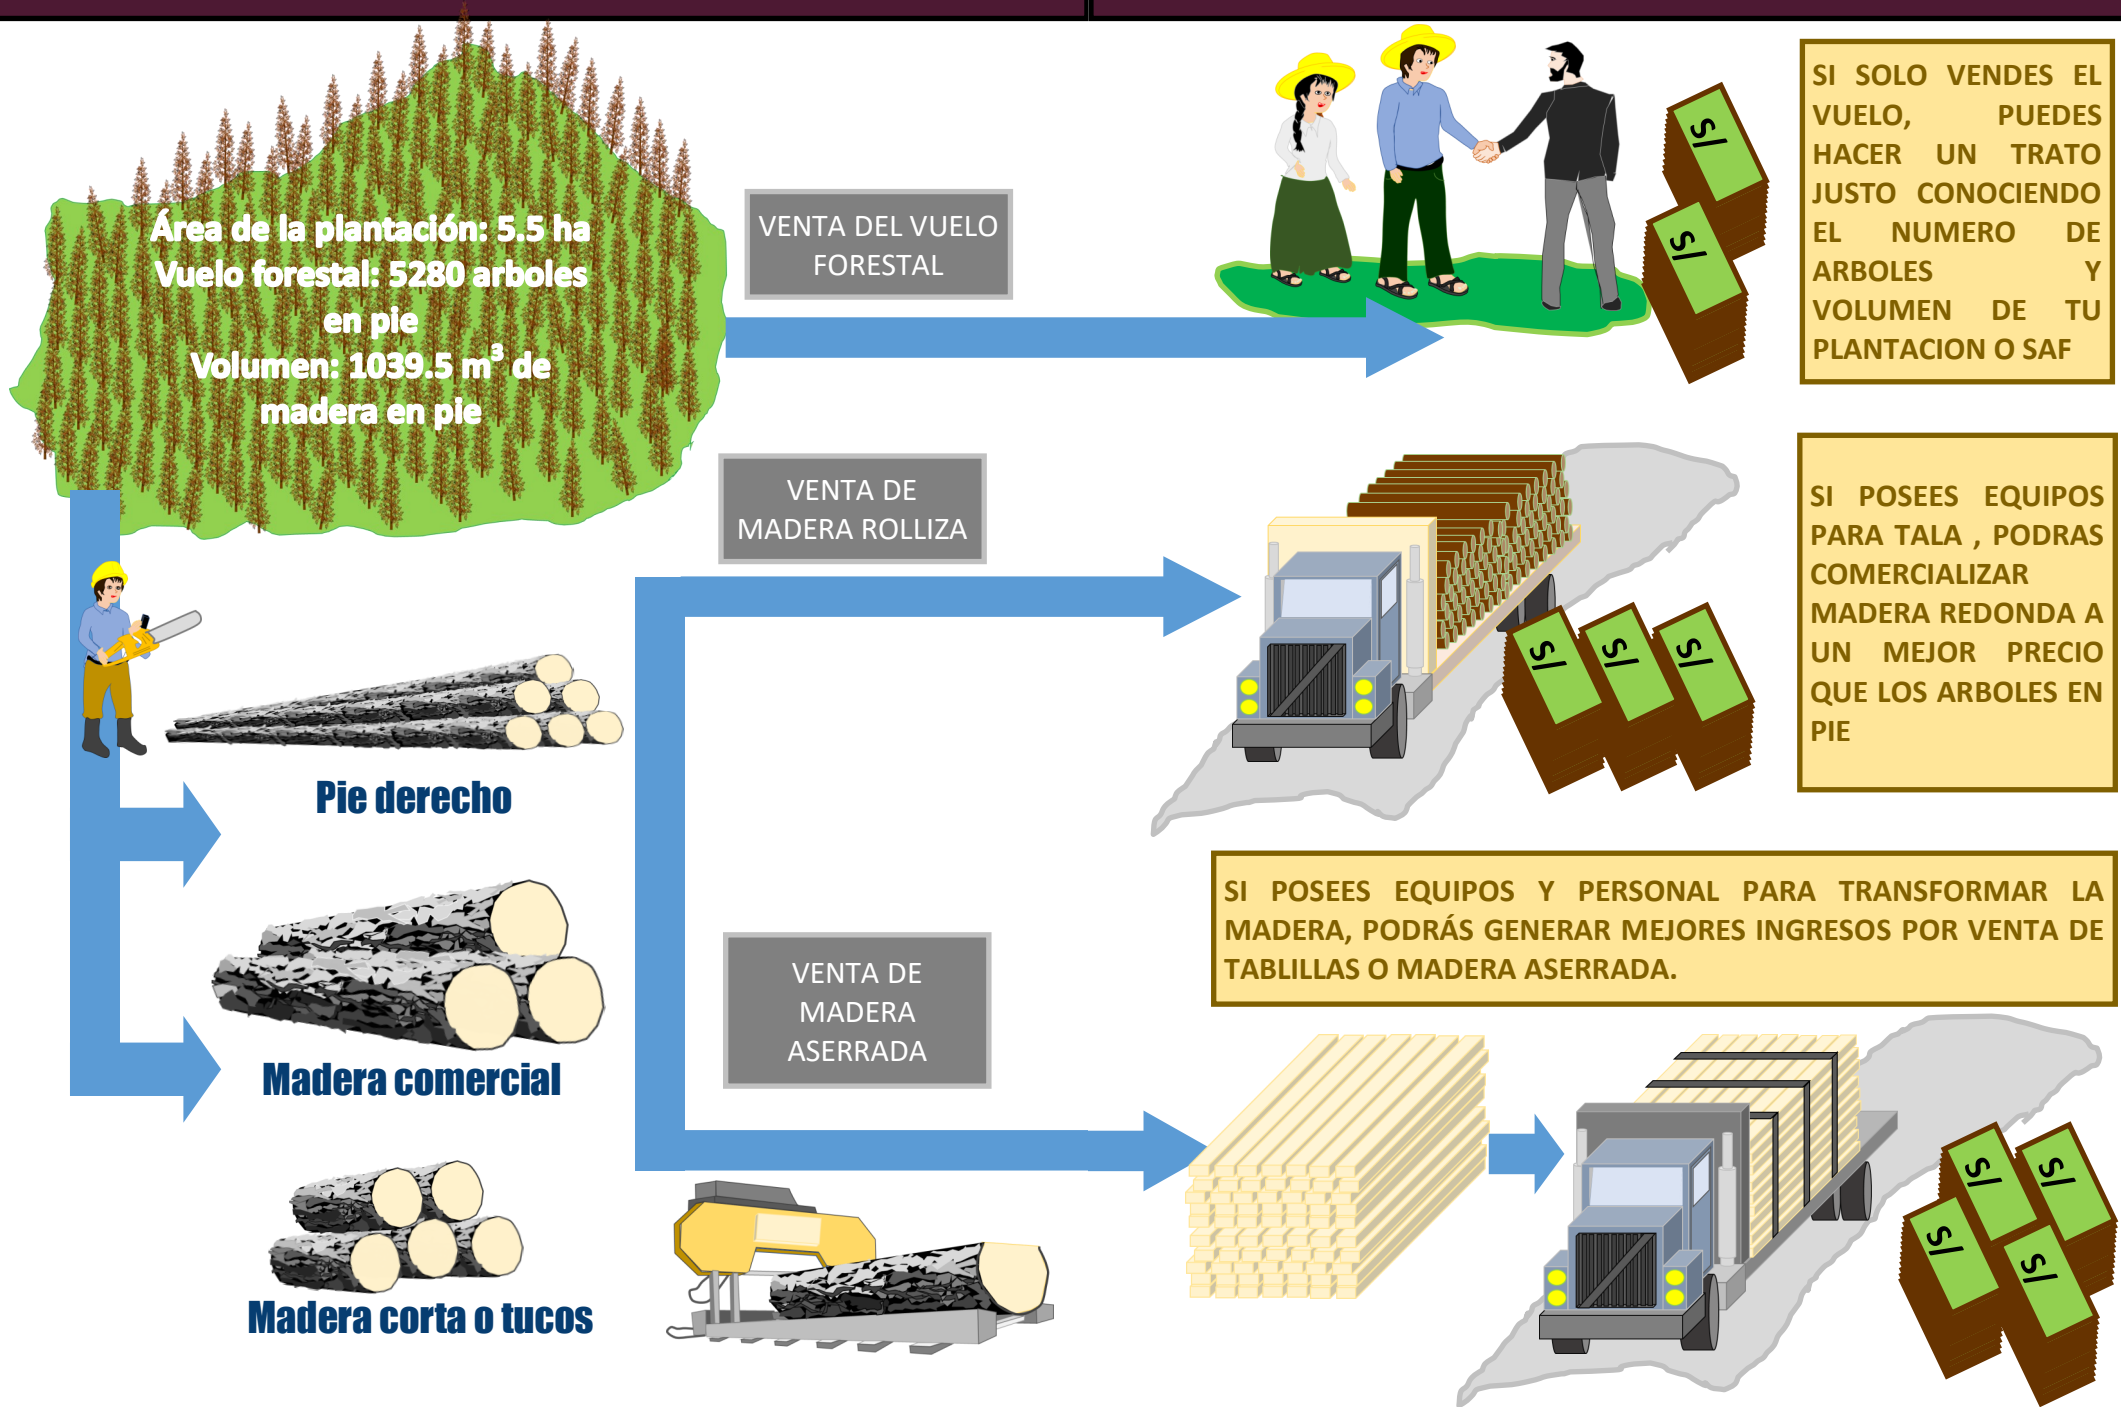 Área de la plantación: 5.5 ha
Vuelo forestal: 5280 arboles
en pie
Volumen: 1039.5 m³ de
madera en pie
VENTA DEL VUELO
FORESTAL
S/
S/
SI SOLO VENDES EL
VUELO, PUEDES
HACER UN TRATO
JUSTO CONOCIENDO
EL NUMERO DE
ARBOLES Y
VOLUMEN DE TU
PLANTACION O SAF
VENTA DE
MADERA ROLLIZA
S/
S/
S/
SI POSEES EQUIPOS
PARA TALA , PODRAS
COMERCIALIZAR
MADERA REDONDA A
UN MEJOR PRECIO
QUE LOS ARBOLES EN
PIE
Pie derecho
Madera comercial
Madera corta o tucos
VENTA DE
MADERA
ASERRADA
SI POSEES EQUIPOS Y PERSONAL PARA TRANSFORMAR LA
MADERA, PODRÁS GENERAR MEJORES INGRESOS POR VENTA DE
TABLILLAS O MADERA ASERRADA.
S/
S/
S/
S/